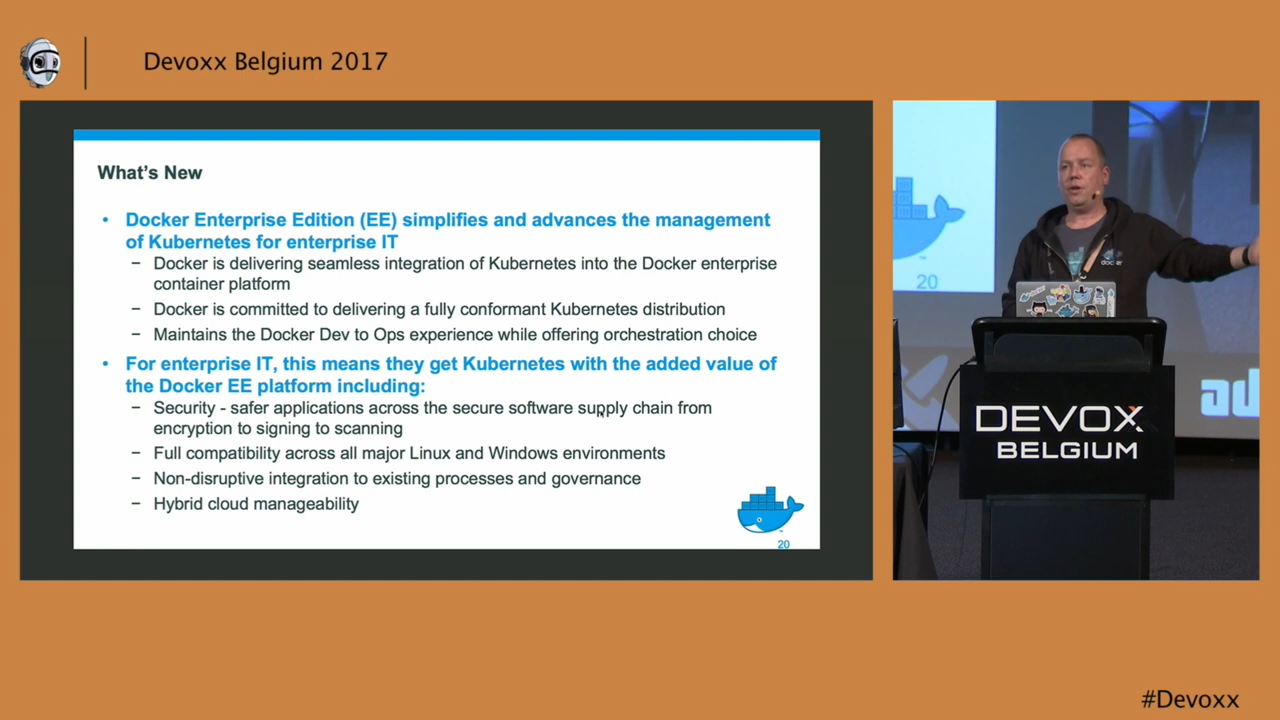 Devoxx Belgium 2017
What's New
• Docker Enterprise Edition (EE) simplifies and advances the management
of Kubernetes for enterprise IT
– Docker is delivering seamless integration of Kubernetes into the Docker enterprise
container platform
– Docker is committed to delivering a fully conformant Kubernetes distribution
– Maintains the Docker Dev to Ops experience while offering orchestration choice
• For enterprise IT, this means they get Kubernetes with the added value of
the Docker EE platform including:
– Security - safer applications across the secure software supply chain from
encryption to signing to scanning
– Full compatibility across all major Linux and Windows environments
– Non-disruptive integration to existing processes and governance
– Hybrid cloud manageability
20
20
docker
ad
DEVOXX
BELGIUM
#Devoxx